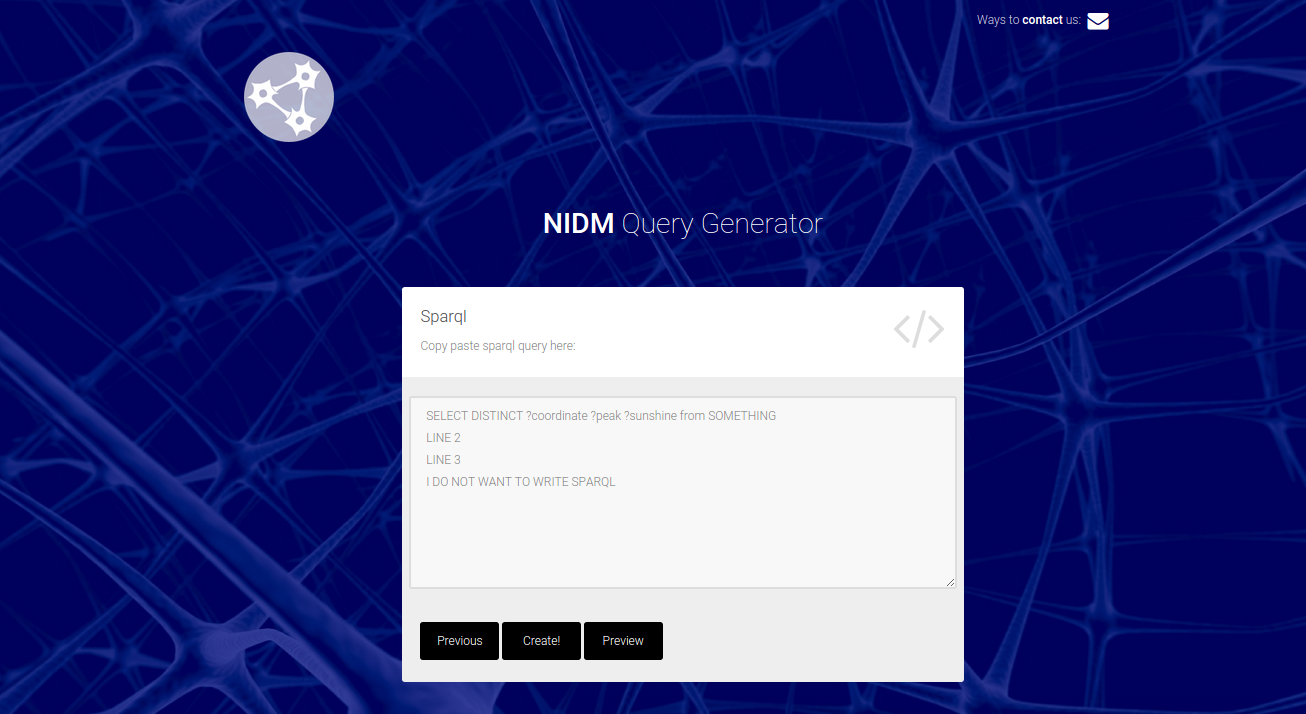 Ways to contact us:
NIDM Query Generator
Sparql
Copy paste sparql query here:
SELECT DISTINCT ?coordinate ?peak ?sunshine from SOMETHING
LINE 2
LINE 3
I DO NOT WANT TO WRITE SPARQL
Previous Create! Preview